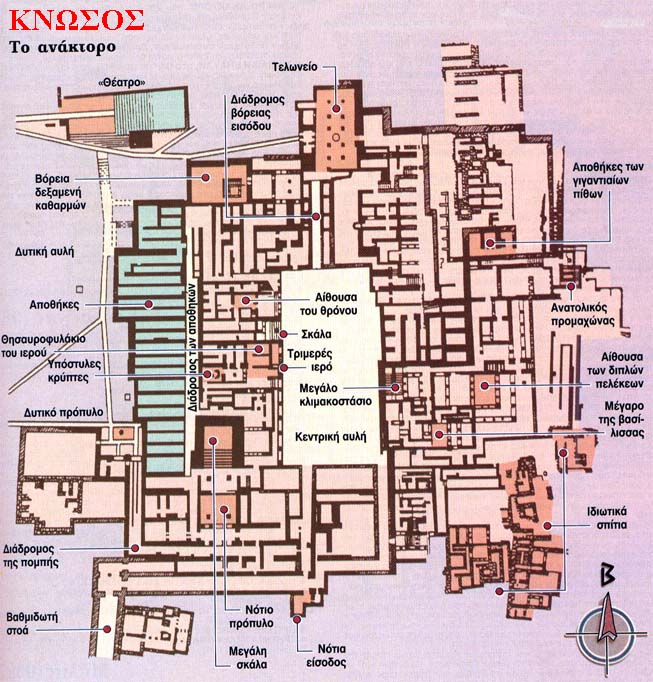 ΚΝΩΣΟΣ
Το ανάκτορο
«Θέατρο»
Τελωνείο
Διάδρομος
βόρειας
εισόδου
Βόρεια
δεξαμενή
καθαρμών
Αποθήκες των
γιγαντιαίων
πίθων
Δυτική αυλή
Αποθήκες
Διάδρομος των αποθηκών
Αίθουσα
του θρόνου
Ανατολικός
προμαχώνας
Θησαυροφυλάκιο
του ιερού
Σκάλα
Υπόστυλες
κρύπτες
Τριμερές
ιερό
Αίθουσα
των διπλών
πελέκεων
Μεγάλο
κλιμακοστάσιο
Μέγαρο
της βασί-
λισσας
Δυτικό πρόπυλο
Κεντρική αυλή
Ιδιωτικά
σπίτια
Διάδρομος
της πομπής
Β
Βαθμιδωτή
στοά
Νότιο
πρόπυλο
Μεγάλη
σκάλα
Νότια
είσοδος